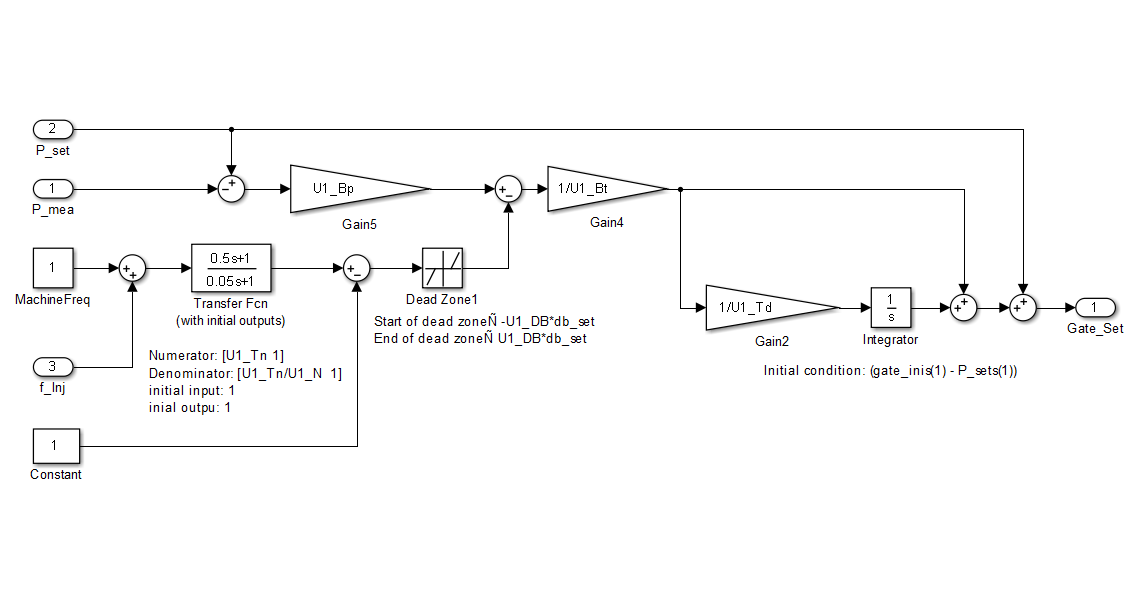 2
P_set
1
P_mea
U1_Bp
Gain5
1/U1_Bt
Gain4
1
MachineFreq
0.5s+1
0.05s+1
Transfer Fcn
(with initial outputs)
Dead Zone1
Start of dead zoneÑ -U1_DB*db_set
End of dead zoneÑ U1_DB*db_set
1/U1_Td
Gain2
1
s
Integrator
1
Gate_Set
Initial condition: (gate_inis(1) - P_sets(1))
Numerator: [U1_Tn 1]
Denominator: [U1_Tn/U1_N  1]
initial input: 1
inial outpu: 1
3
f_Inj
1
Constant